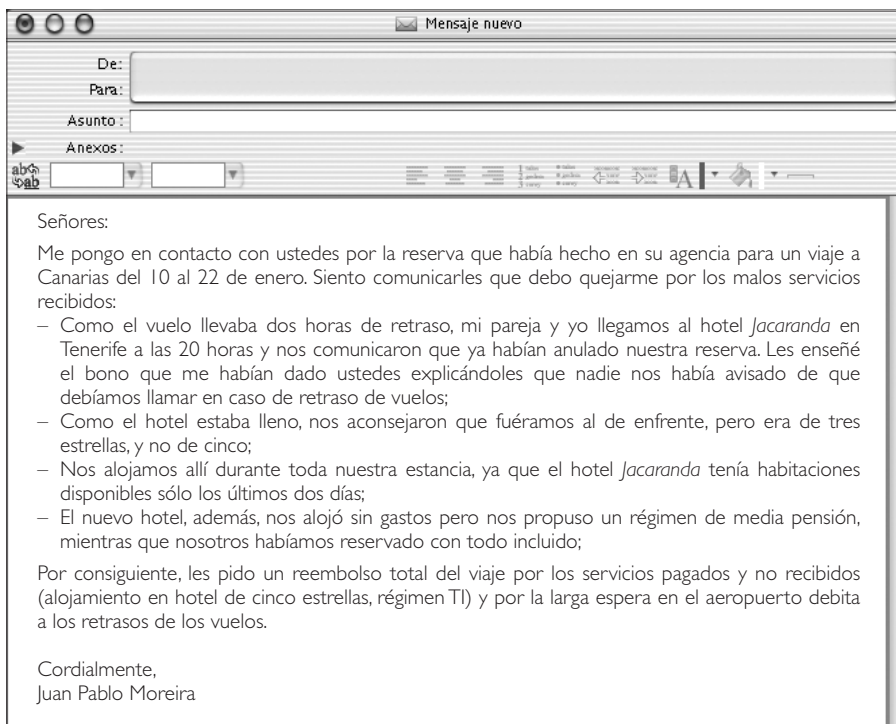 Mensaje nuevo
De:
Para:
Asunto :
Anexos:
Señores:
Me pongo en contacto con ustedes por la reserva que había hecho en su agencia para un viaje a
Canarias del 10 al 22 de enero. Siento comunicarles que debo quejarme por los malos servicios
recibidos:
– Como el vuelo llevaba dos horas de retraso, mi pareja y yo llegamos al hotel Jacaranda en
Tenerife a las 20 horas y nos comunicaron que ya habían anulado nuestra reserva. Les enseñé
el bono que me habían dado ustedes explicándoles que nadie nos había avisado de que
debíamos llamar en caso de retraso de vuelos;
– Como el hotel estaba lleno, nos aconsejaron que fuéramos al de enfrente, pero era de tres
estrellas, y no de cinco;
– Nos alojamos allí durante toda nuestra estancia, ya que el hotel Jacaranda tenía habitaciones
disponibles sólo los últimos dos días;
– El nuevo hotel, además, nos alojó sin gastos pero nos propuso un régimen de media pensión,
mientras que nosotros habíamos reservado con todo incluido;
Por consiguiente, les pido un reembolso total del viaje por los servicios pagados y no recibidos
(alojamiento en hotel de cinco estrellas, régimen TI) y por la larga espera en el aeropuerto debita
a los retrasos de los vuelos.
Cordialmente,
Juan Pablo Moreira